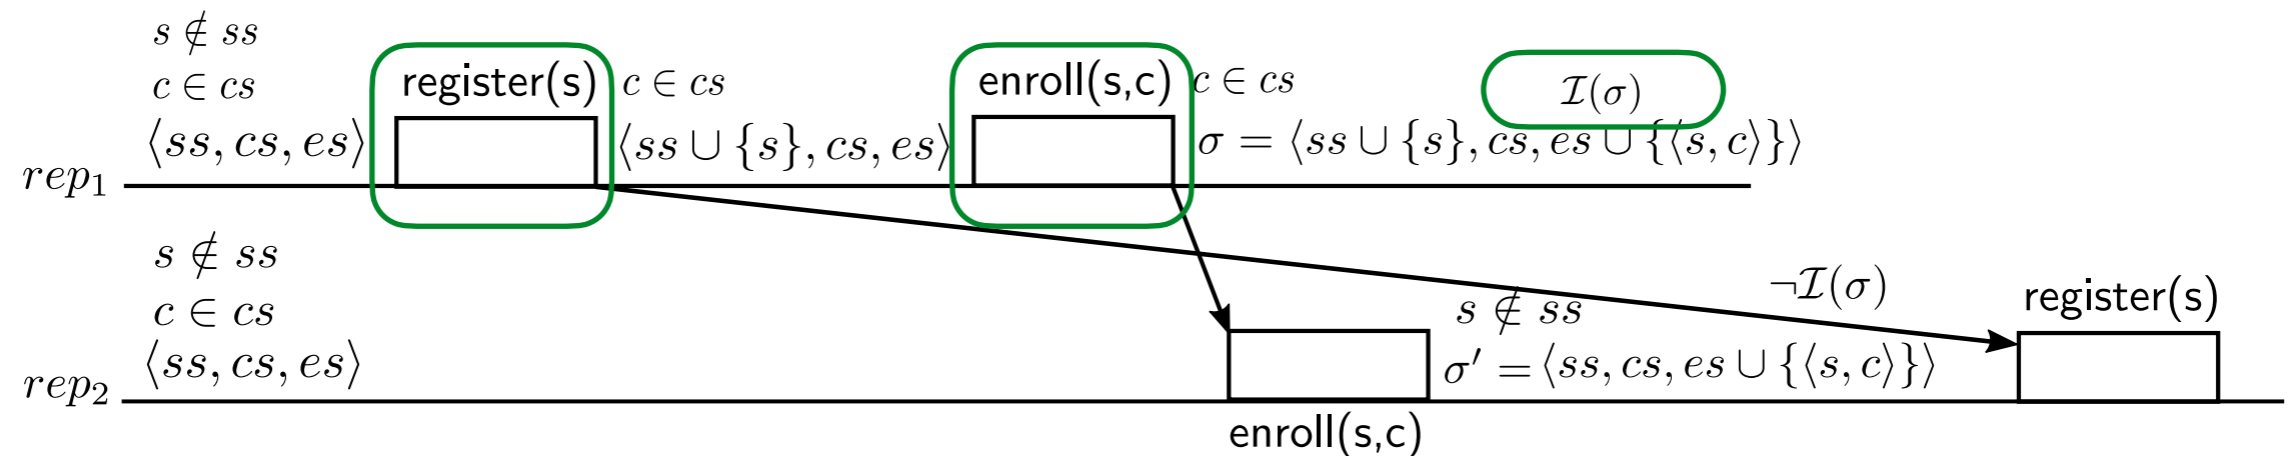 s ∉ ss
c ∈ cs
⟨ss, cs, es⟩
rep₁
register(s)
c ∈ cs
⟨ss ∪ {s}, cs, es⟩
enroll(s,c)
c ∈ cs
σ = ⟨ss ∪ {s}, cs, es ∪ {⟨s, c⟩}⟩
ℐ(σ)
s ∉ ss
c ∈ cs
⟨ss, cs, es⟩
rep₂
enroll(s,c)
s ∉ ss
σ′ = ⟨ss, cs, es ∪ {⟨s, c⟩}⟩
¬ℐ(σ)
register(s)